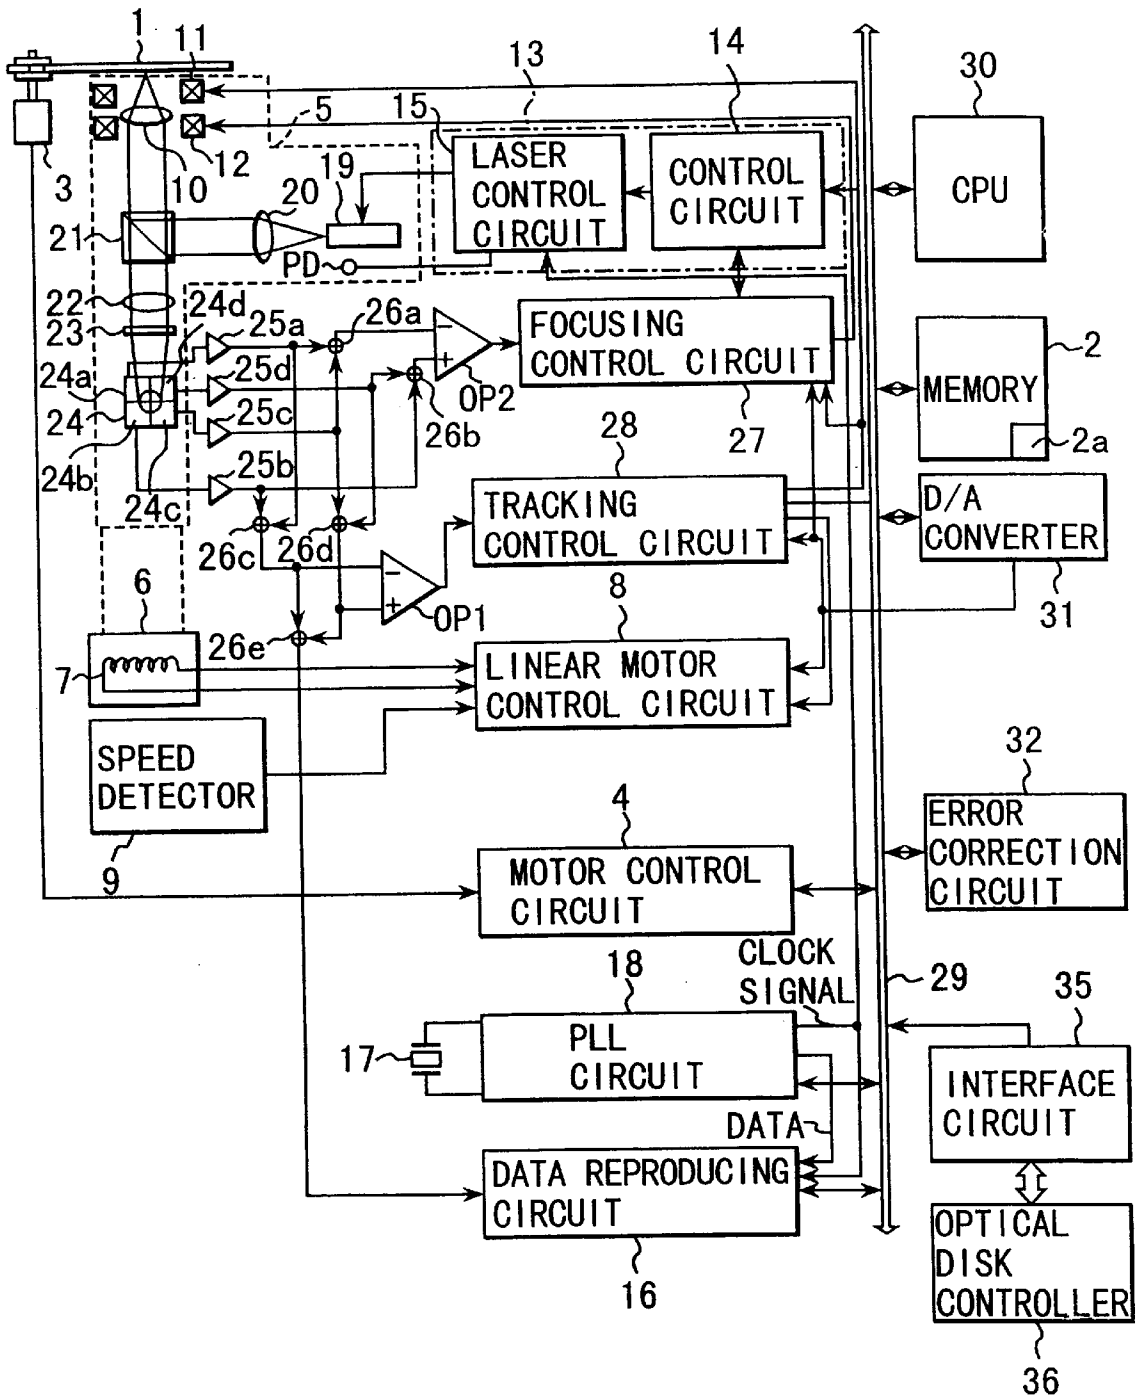 1
11
13
14
30
15
5
19
3
10
12
20
LASER
CONTROL
CIRCUIT
CONTROL
CIRCUIT
CPU
21
PD
22
24d
23
25a
26a
FOCUSING
CONTROL CIRCUIT
2
24a
25d
OP2
MEMORY
24
25c
26b
27
2a
28
24b
25b
24c
TRACKING
CONTROL CIRCUIT
D/A
CONVERTER
26c
26d
31
6
8
OP1
26e
7
LINEAR MOTOR
CONTROL CIRCUIT
SPEED
DETECTOR
32
4
ERROR
CORRECTION
CIRCUIT
9
MOTOR CONTROL
CIRCUIT
CLOCK
SIGNAL
18
29
35
17
PLL
CIRCUIT
INTERFACE
CIRCUIT
DATA
DATA REPRODUCING
CIRCUIT
OPTICAL
DISK
CONTROLLER
16
36